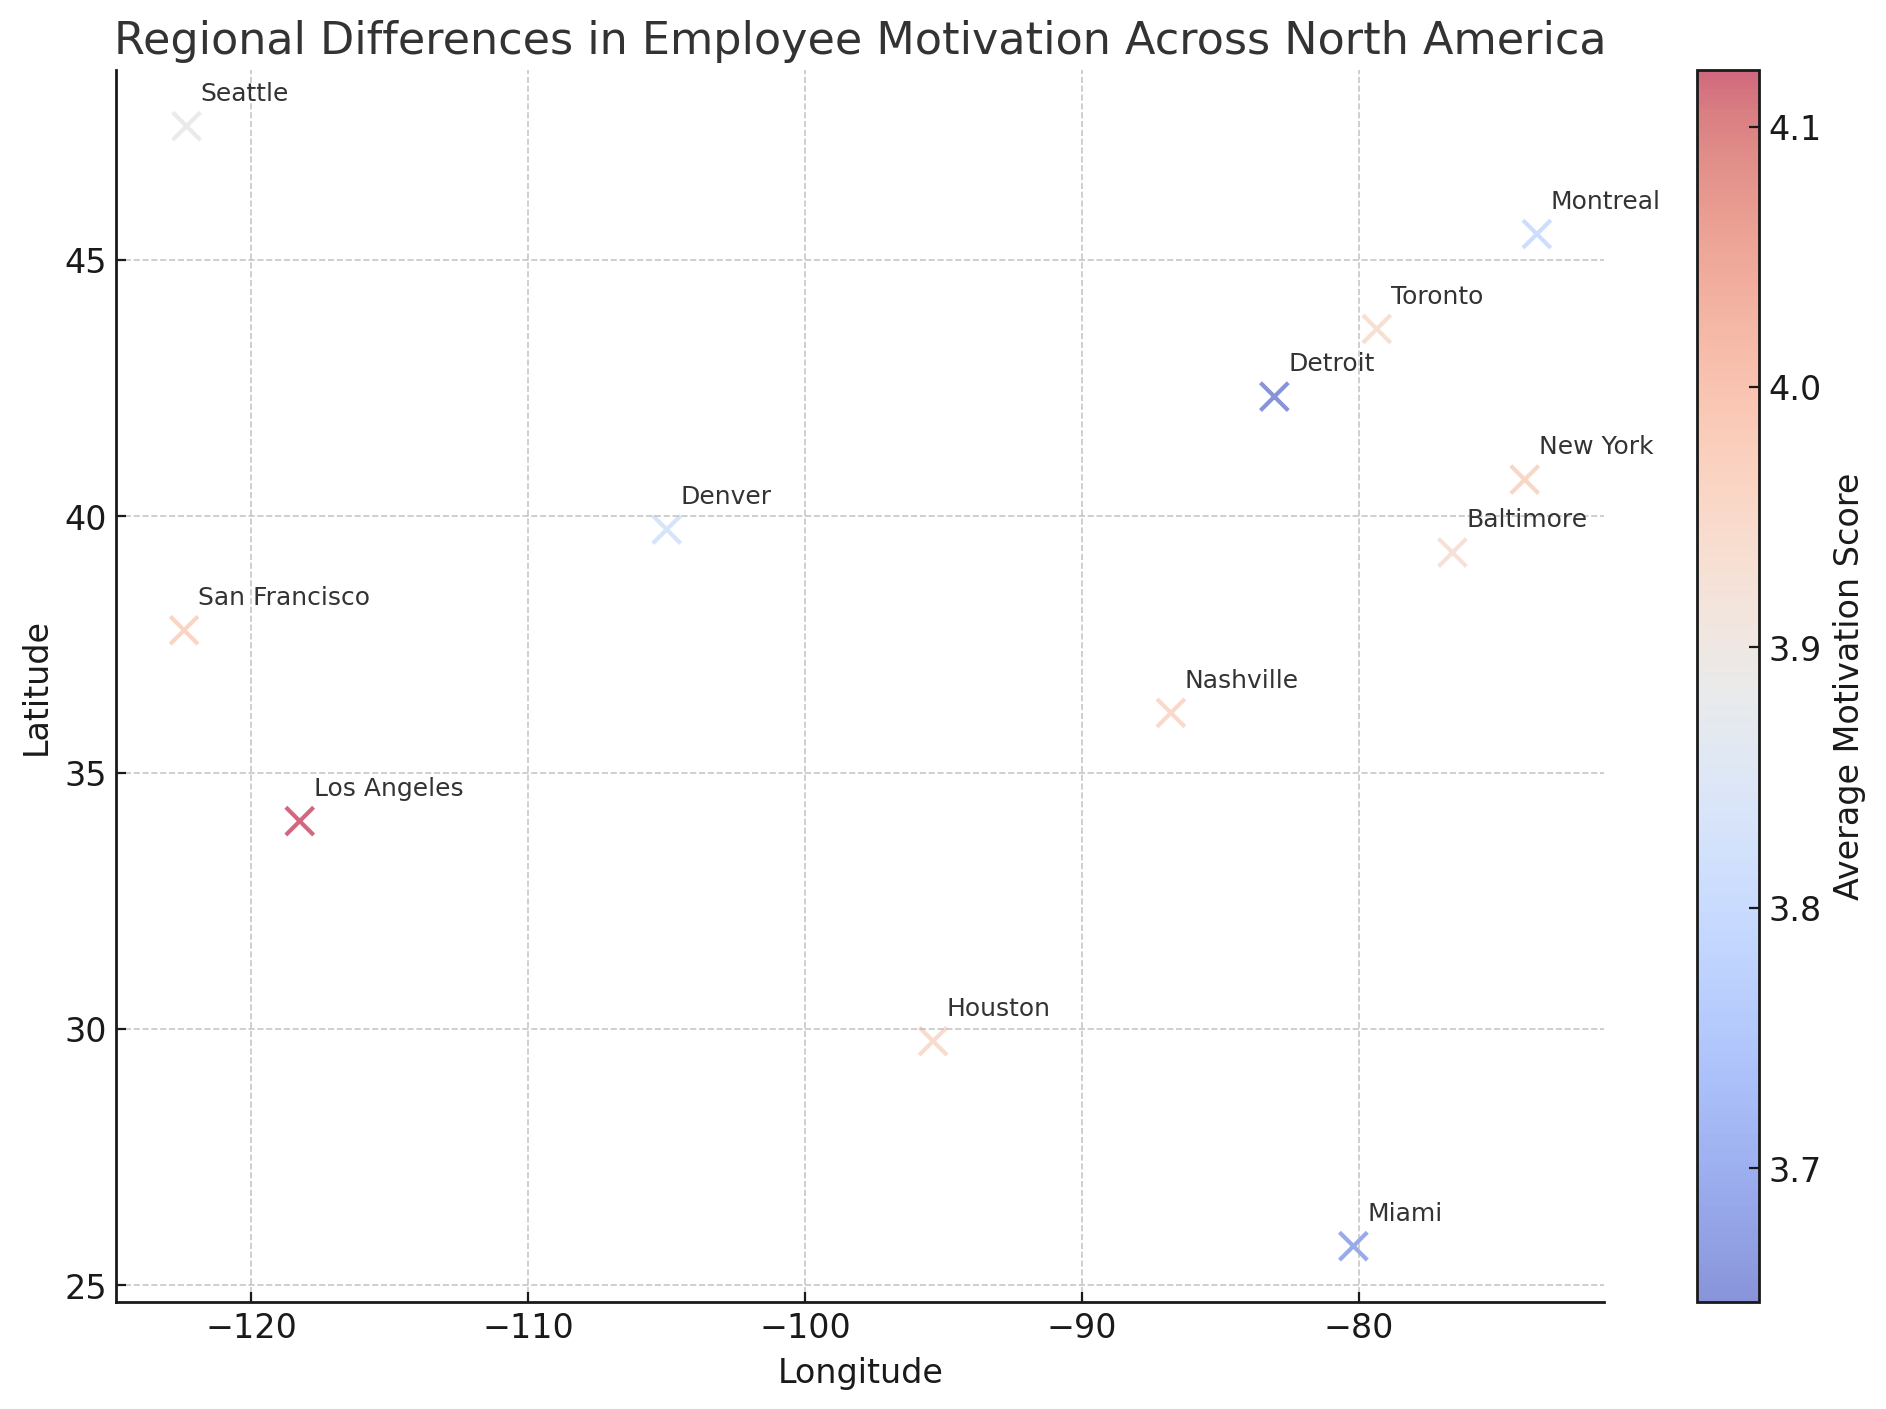 Regional Differences in Employee Motivation Across North America
Seattle
Montreal
Toronto
Detroit
New York
Denver
Baltimore
San Francisco
Nashville
Los Angeles
Houston
Miami
45
40
35
30
25
Latitude
−120
−110
−100
−90
−80
Longitude
4.1
4.0
3.9
3.8
3.7
Average Motivation Score